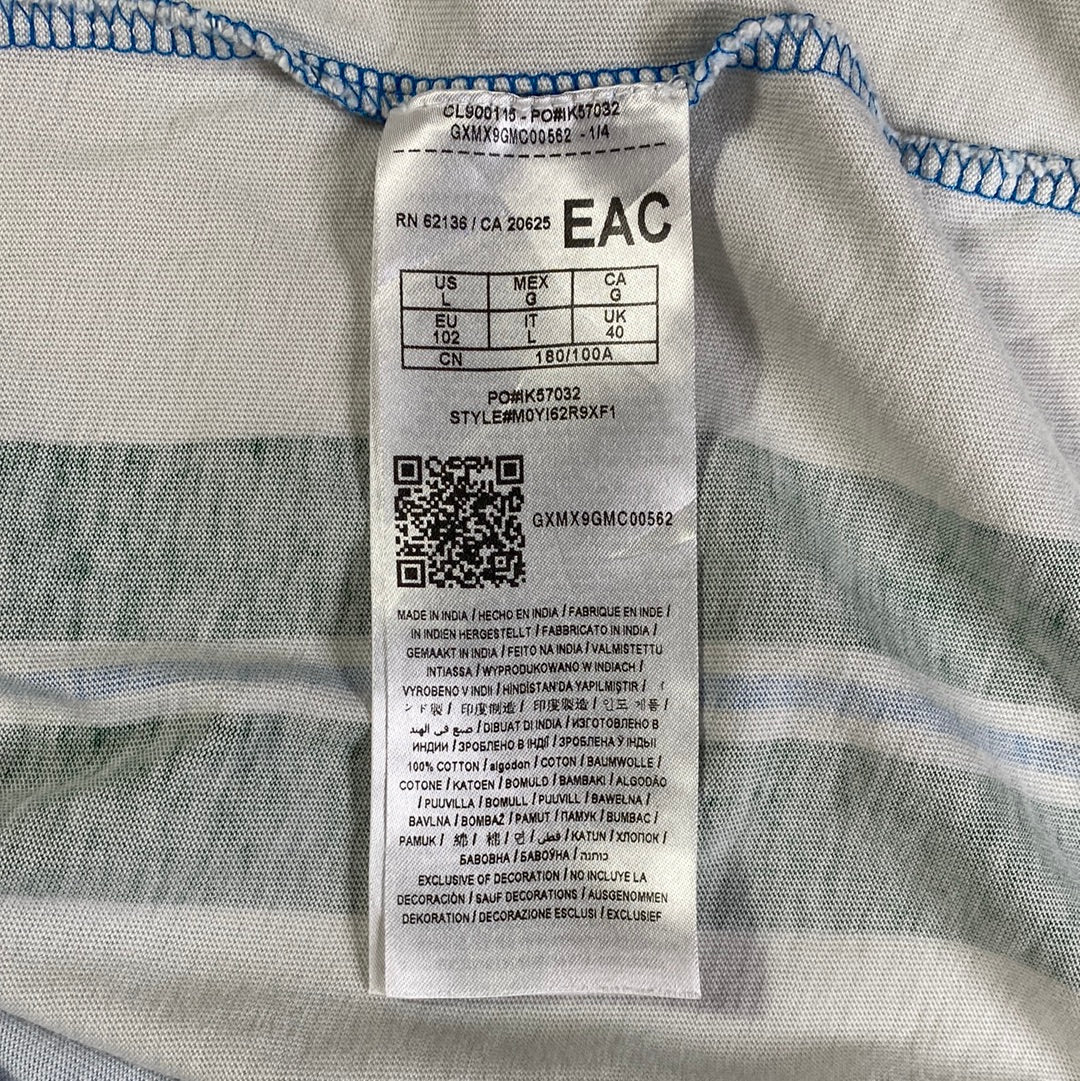 CL900115 - PO#IK57032
GXMX9GMC00562 - 1/4
RN 62136 / CA 20625 EAC
US MEX CA
L G G
EU IT UK
102 L 40
CN 180/100A
PO#IK57032
STYLE#M0YI62R9XF1
GXMX9GMC00562
MADE IN INDIA / HECHO EN INDIA / FABRIQUE EN INDE /
IN INDIEN HERGESTELLT / FABBRICATO IN INDIA /
GEMAAKT IN INDIA / FEITO NA INDIA / VALMISTETTU
INTIASSA / WYPRODUKOWANO W INDIACH /
VYROBENO V INDII / HINDISTAN'DA YAPILMIŞTIR /
ンド製 / 印度制造 / 印度製造 / 인도
صنع في الهند / DIBUAT DI INDIA / ИЗГОТОВЛЕНО В
ИНДИИ / ЗРОБЛЕНО В ІНДІЇ / ЗРОБЛЕНА Ў ІНДЫІ
100% COTTON / algodon / COTON / BAUMWOLLE /
COTONE / KATOEN / BOMULD / BAMBAKI / ALGODÃO
/ PUUVILLA / BOMULL / PUUVILL / BAWEŁNA /
BAVLNA / BOMBAŽ / PAMUT / ПАМУК / BUMBAC /
PAMUK / 綿 / 棉 / 면 / قطن / KATUN / ХЛОПОК /
БАВОВНА / БАВОЎНА / כותנה
EXCLUSIVE OF DECORATION / NO INCLUYE LA
DECORACIÓN / SAUF DECORATIONS / AUSGENOMMEN
DEKORATION / DECORAZIONE ESCLUSI / EXCLUSIEF